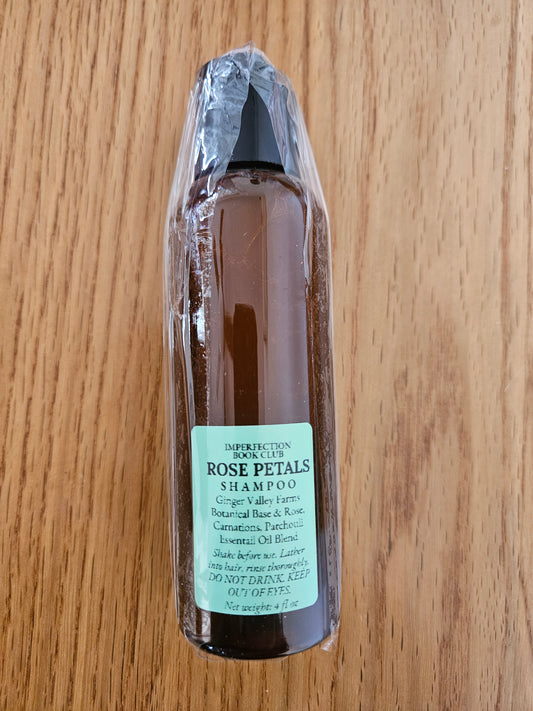 IMPERFECTION
BOOK CLUB
ROSE PETALS
SHAMPOO
Ginger Valley Farms
Botanical Base & Rose,
Carnations, Patchouli
Essentail Oil Blend
Shake before use. Lather
into hair, rinse thoroughly.
DO NOT DRINK. KEEP
OUT OF EYES.
Net weight: 4 fl oz